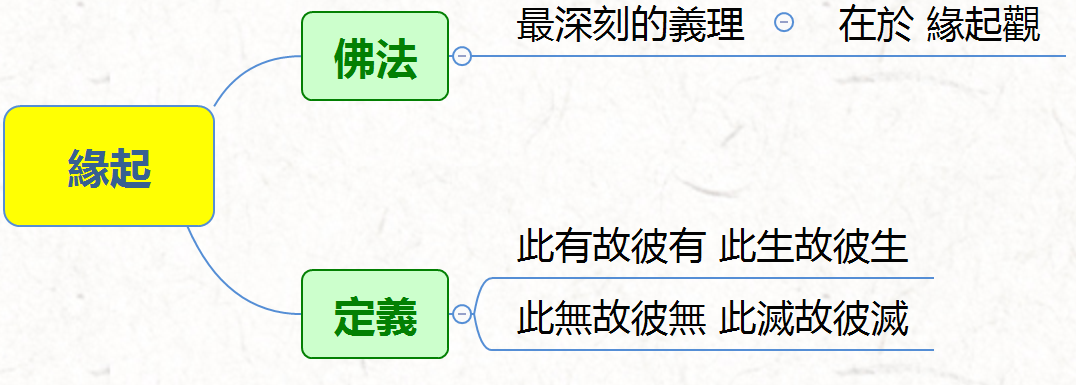 緣起
佛法
最深刻的義理 在於 緣起觀
定義
此有故彼有 此生故彼生
此無故彼無 此滅故彼滅